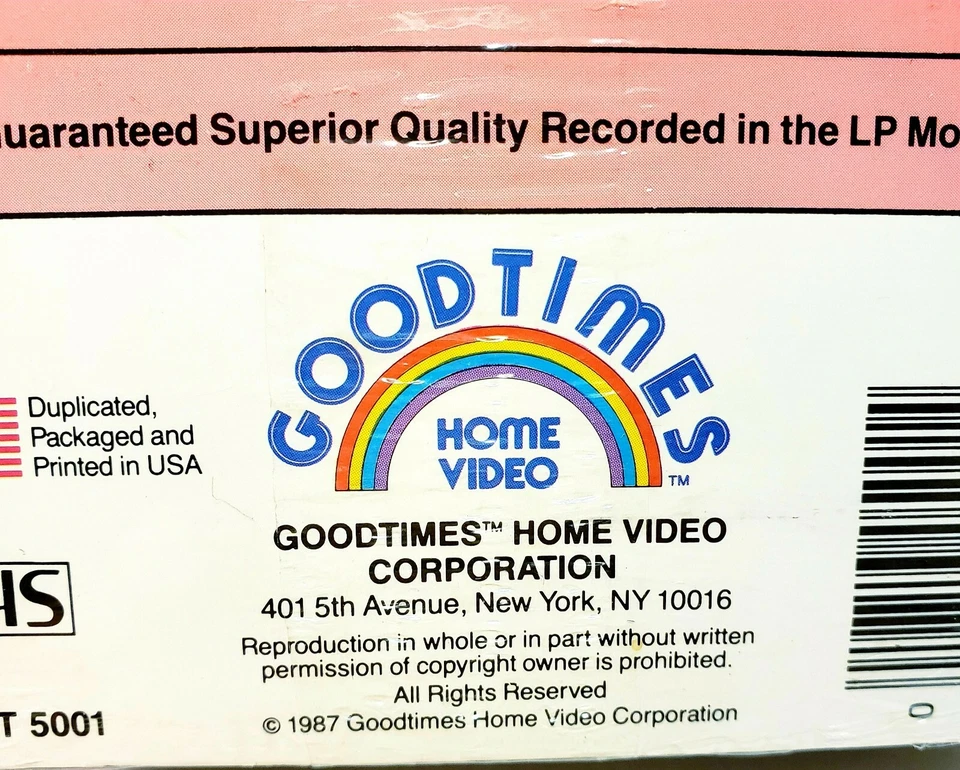 uaranteed Superior Quality Recorded in the LP Mo
GOODTIMES
HOME
VIDEO
TM
Duplicated,
Packaged and
Printed in USA
GOODTIMES™ HOME VIDEO
CORPORATION
401 5th Avenue, New York, NY 10016
HS
Reproduction in whole or in part without written
permission of copyright owner is prohibited.
All Rights Reserved
T 5001
© 1987 Goodtimes Home Video Corporation
0